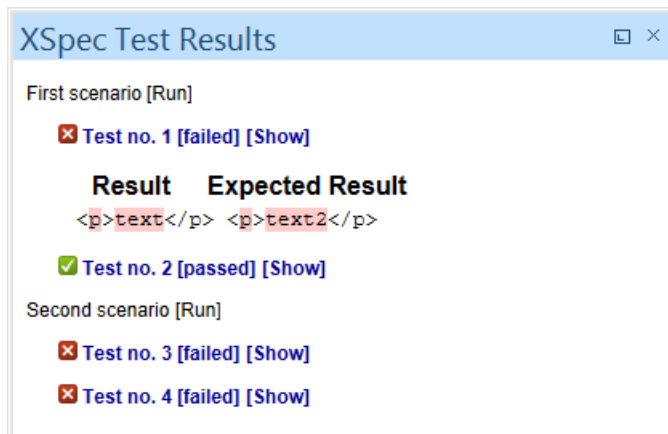 XSpec Test Results
First scenario [Run]
Test no. 1 [failed] [Show]
Result Expected Result
<p>text</p> <p>text2</p>
Test no. 2 [passed] [Show]
Second scenario [Run]
Test no. 3 [failed] [Show]
Test no. 4 [failed] [Show]